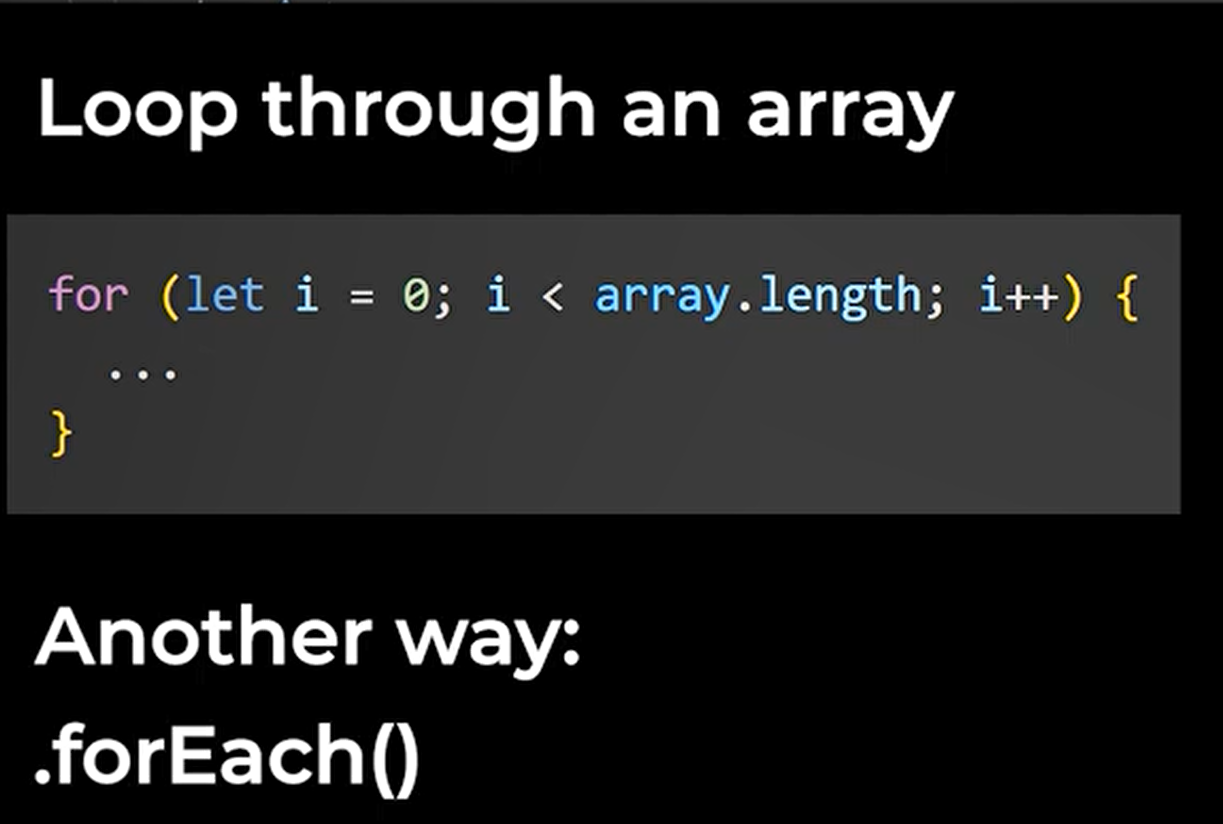 Loop through an array
for (let i = 0; i < array.length; i++) {
...
}
Another way:
.forEach()